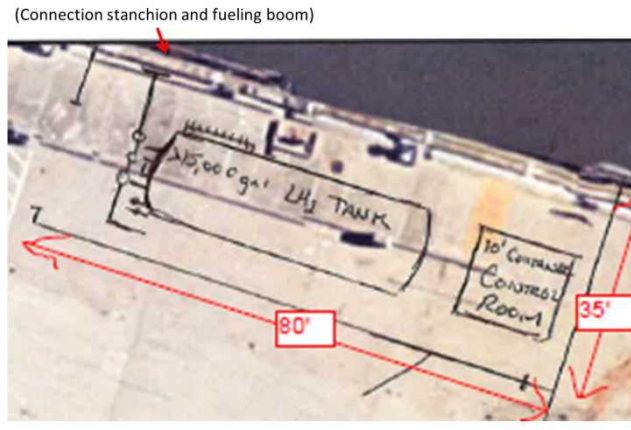 (Connection stanchion and fueling boom)
>15,000 gal LH2 TANK
10' CONTAINER
CONTROL
ROOM
35'
80'